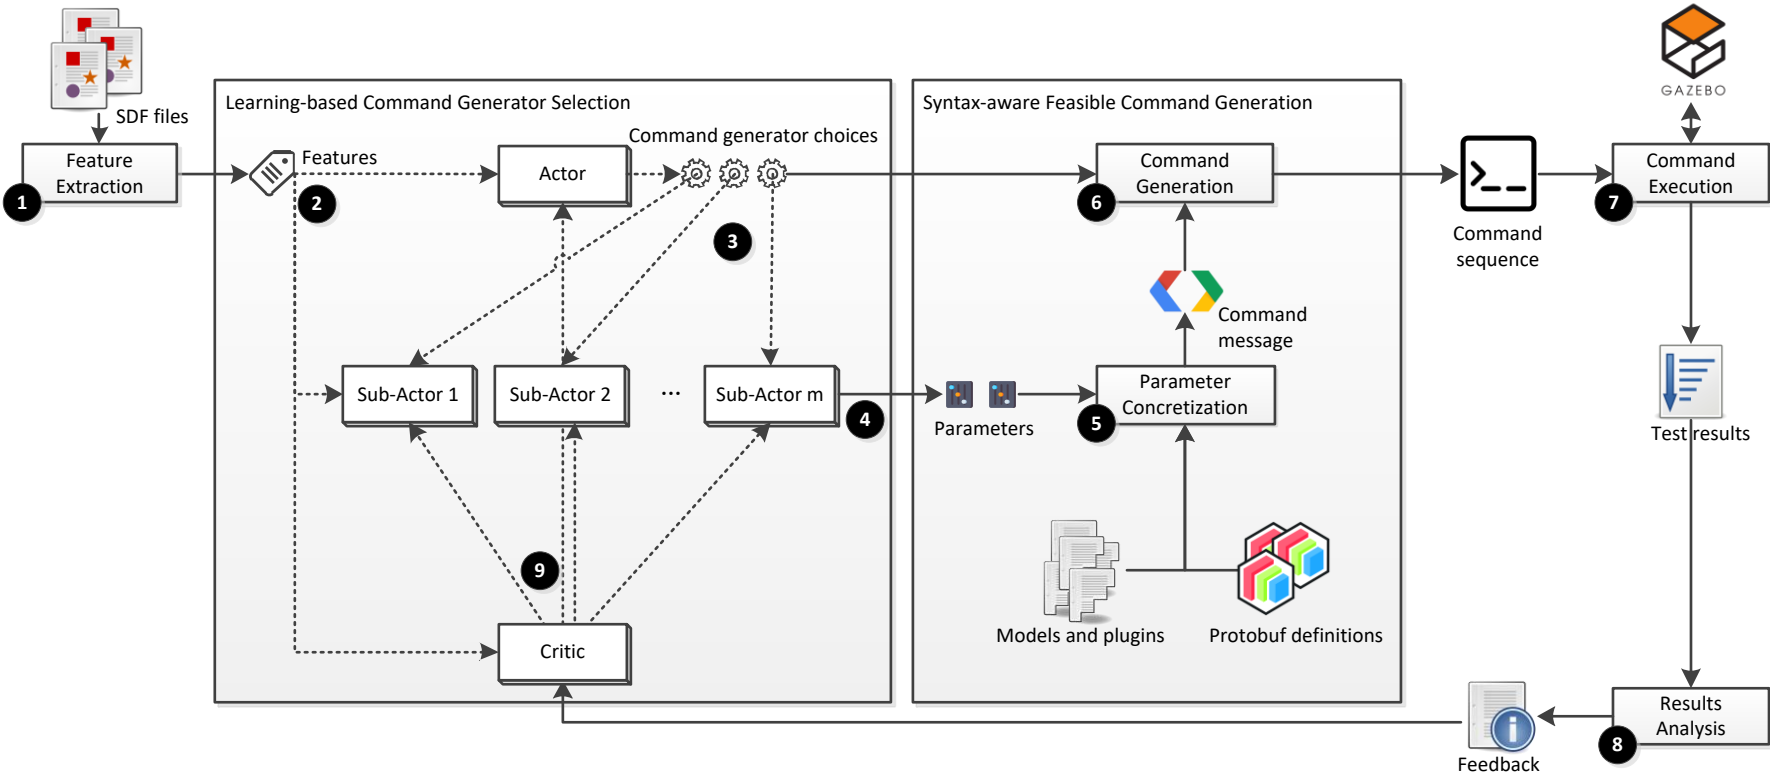 SDF files
Feature
Extraction
1
Learning-based Command Generator Selection
Features
2
Actor
Command generator choices
3
Sub-Actor 1
Sub-Actor 2
...
Sub-Actor m
4
9
Critic
Syntax-aware Feasible Command Generation
Command
Generation
6
Command
message
Parameters
Parameter
Concretization
5
Models and plugins
Protobuf definitions
Command
sequence
GAZEBO
Command
Execution
7
Test results
Results
Analysis
8
Feedback